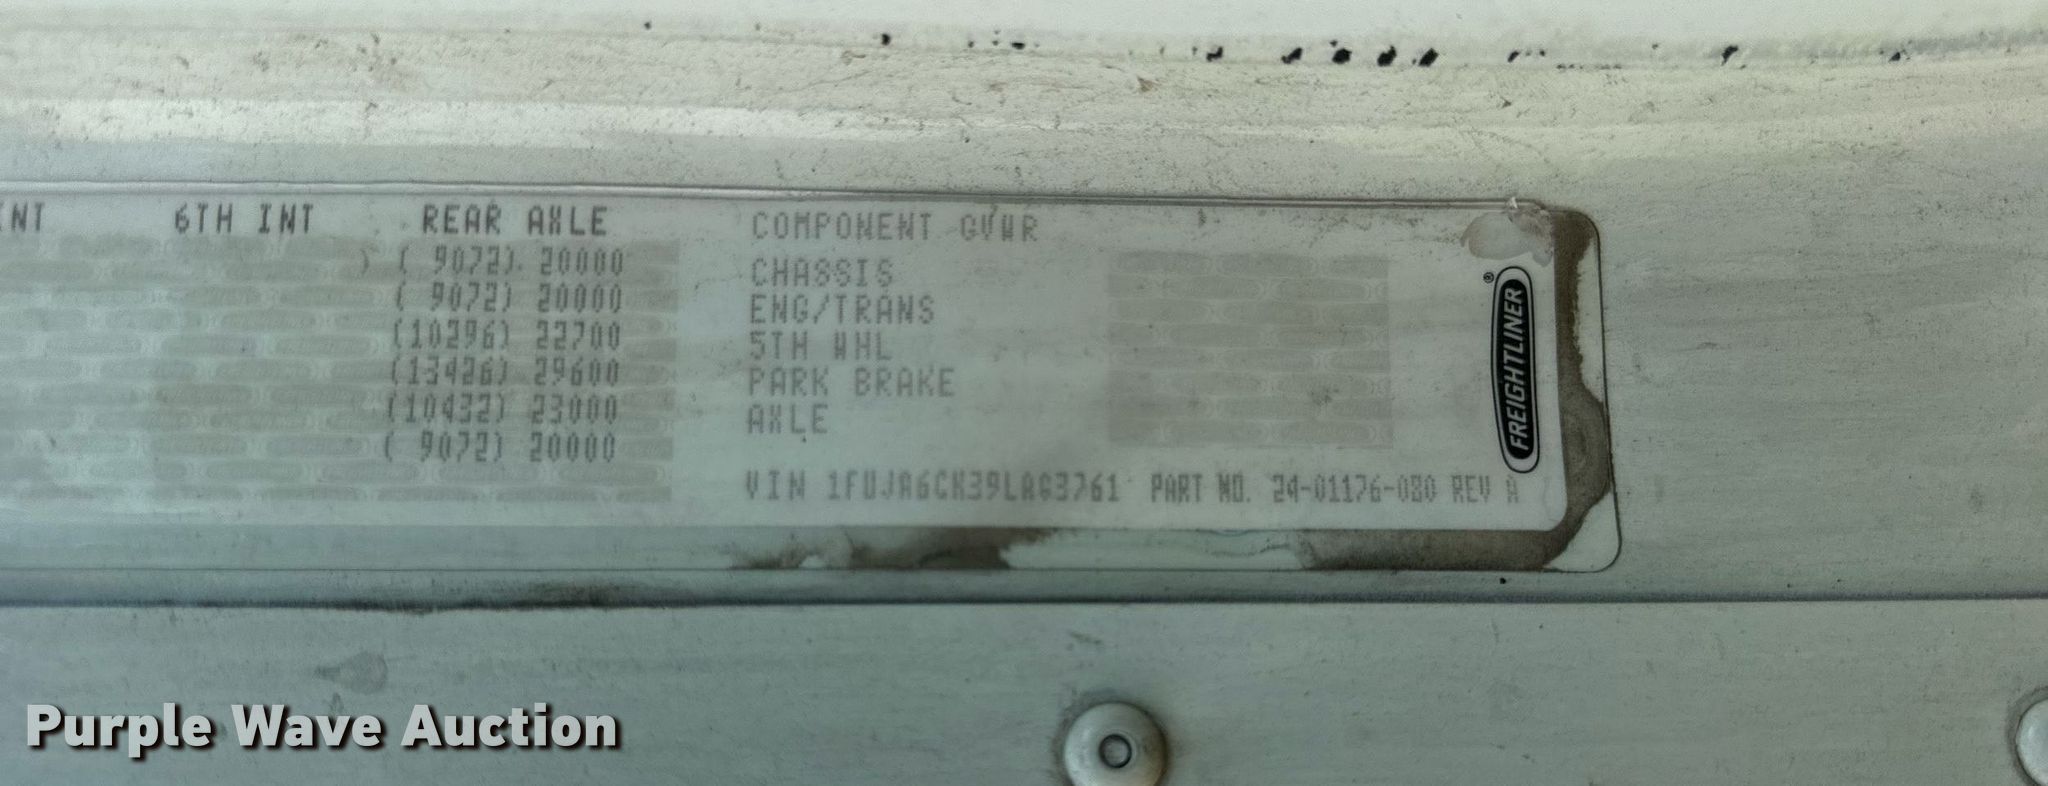 INT 6TH INT REAR AXLE COMPONENT GVWR
) ( 9072) 20000 CHASSIS
( 9072) 20000 ENG/TRANS
(10296) 22700 5TH WHL
(13426) 29600 PARK BRAKE
(10432) 23000 AXLE
( 9072) 20000
VIN 1FUJA6CK39LAG3761 PART NO. 24-01176-080 REV A
FREIGHTLINER®
Purple Wave Auction